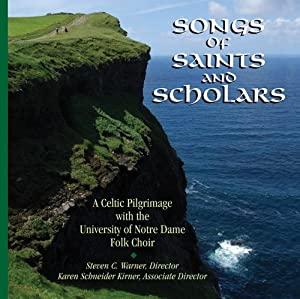 SONGS
OF
SAINTS
AND
SCHOLARS
A Celtic Pilgrimage
with the
University of Notre Dame
Folk Choir
Steven C. Warner, Director
Karen Schneider Kirner, Associate Director